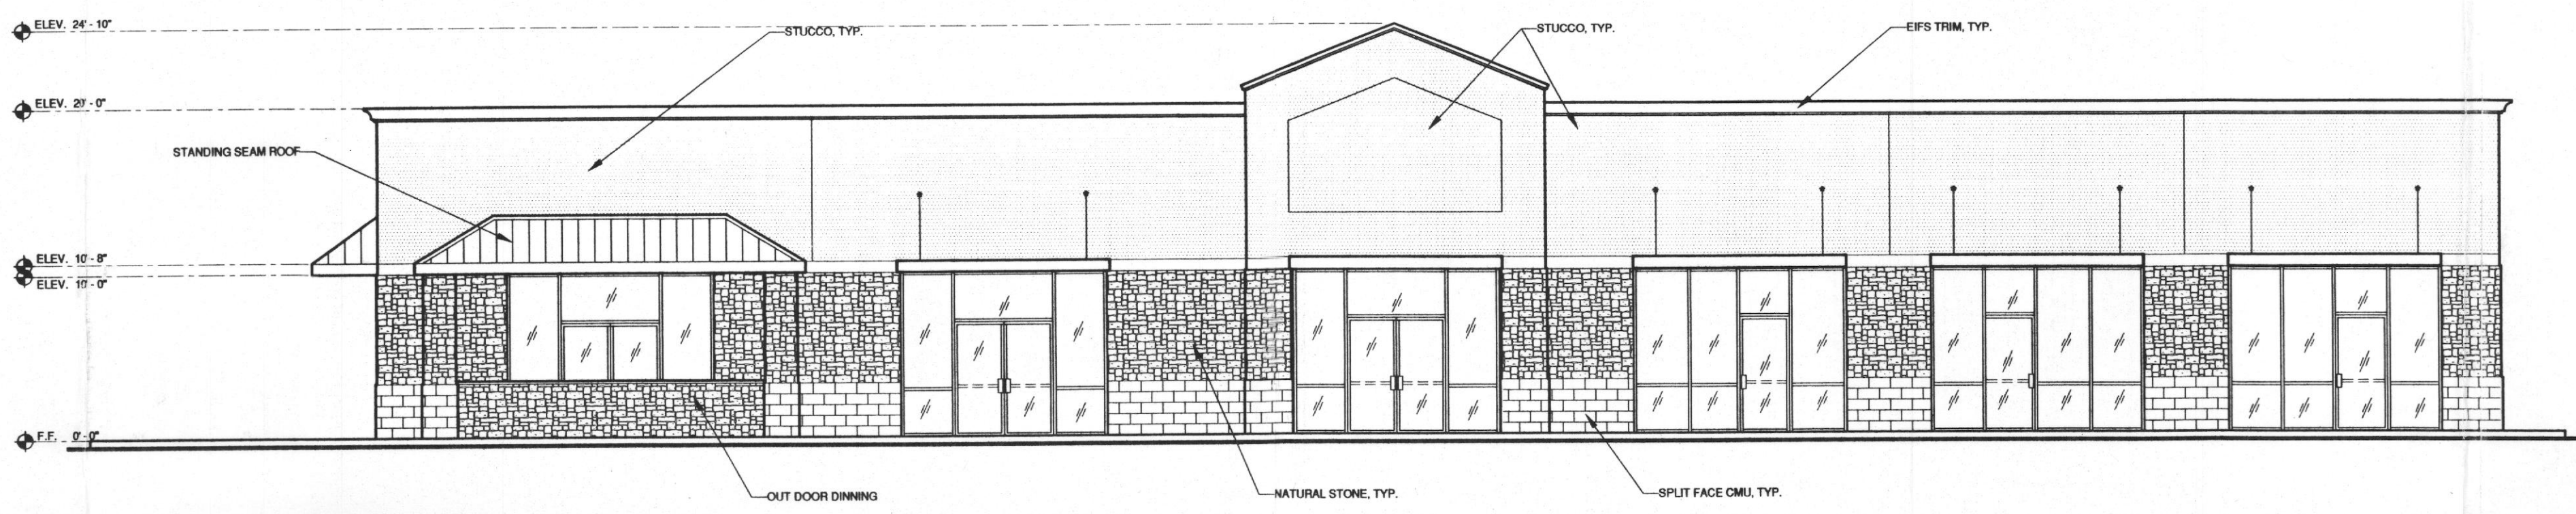 ELEV. 24' - 10"
STUCCO, TYP.
STUCCO, TYP.
EIFS TRIM, TYP.
ELEV. 20' - 0"
STANDING SEAM ROOF
ELEV. 10' - 8"
ELEV. 10' - 0"
F.F. 0' - 0"
OUT DOOR DINNING
NATURAL STONE, TYP.
SPLIT FACE CMU, TYP.